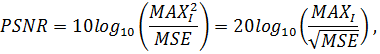 PSNR = 10log₁₀(MAX_I²/MSE) = 20log₁₀(MAX_I/√MSE),